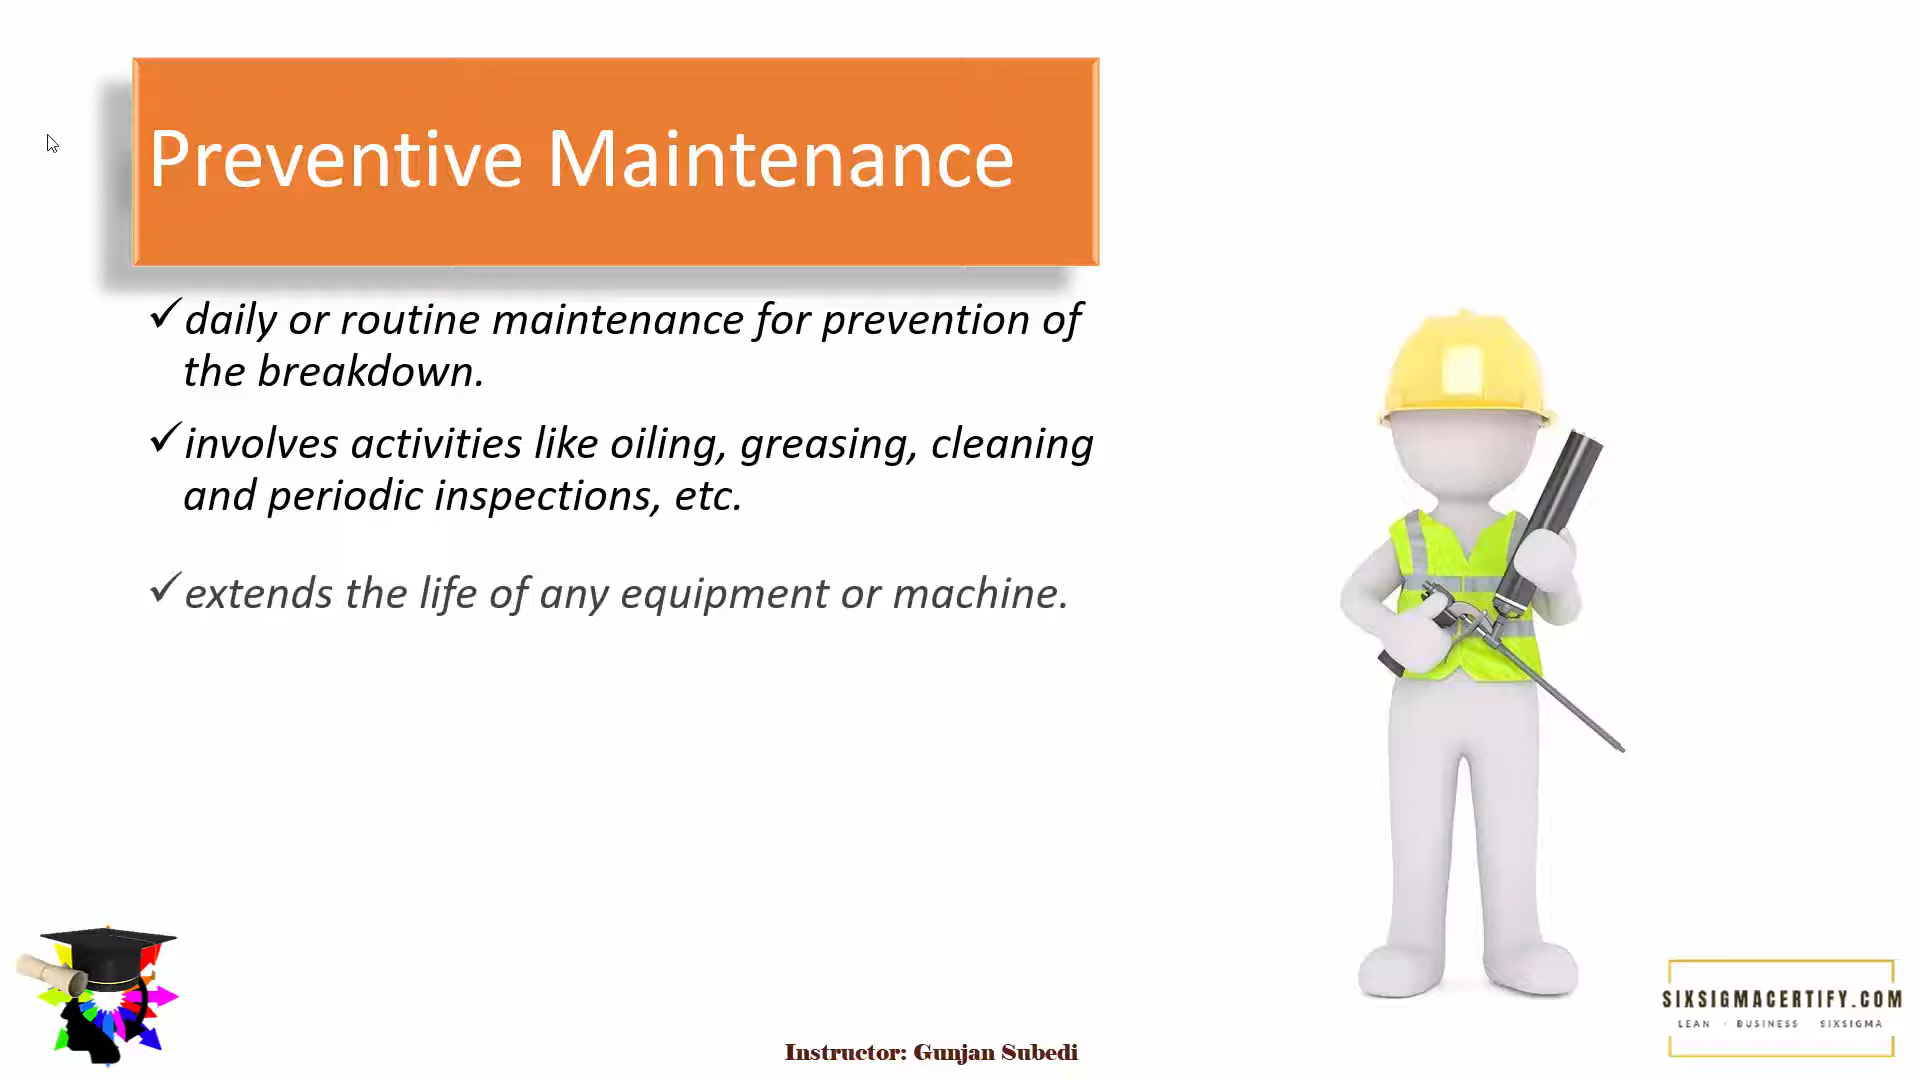 Preventive Maintenance
✓daily or routine maintenance for prevention of
the breakdown.
✓involves activities like oiling, greasing, cleaning
and periodic inspections, etc.
✓extends the life of any equipment or machine.
SIXSIGMACERTIFY.COM
LEAN BUSINESS SIXSIGMA
Instructor: Gunjan Subedi